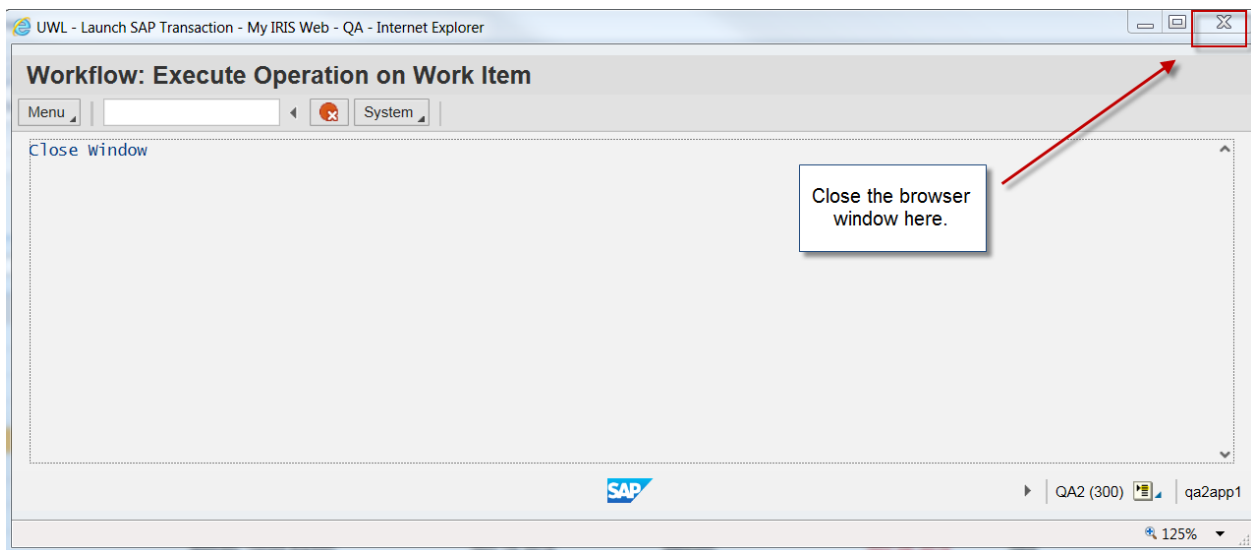 UWL - Launch SAP Transaction - My IRIS Web - QA - Internet Explorer
Workflow: Execute Operation on Work Item
Menu System
Close Window
Close the browser
window here.
SAP QA2 (300) qa2app1
125%